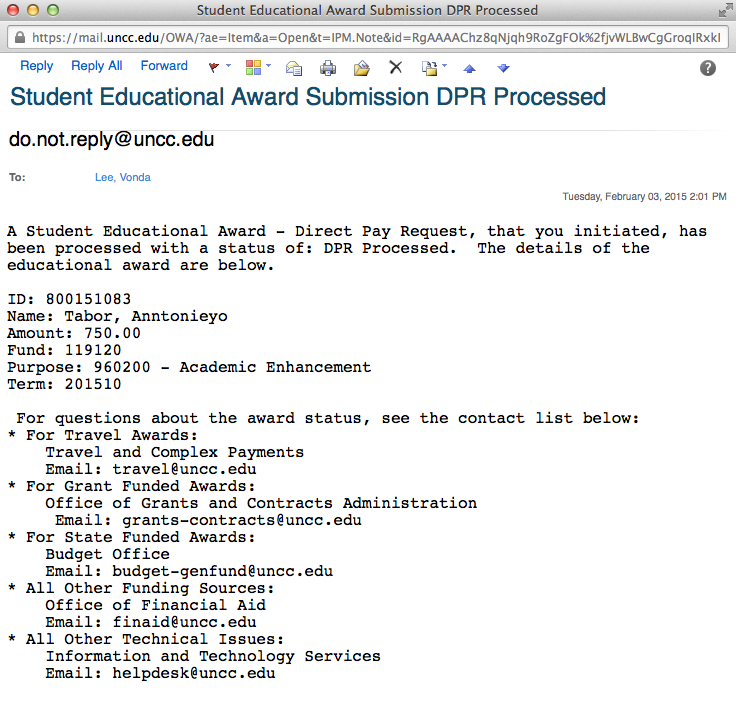 Student Educational Award Submission DPR Processed
https://mail.uncc.edu/OWA/?ae=Item&a=Open&t=IPM.Note&id=RgAAAAChz8qNjqh9RoZgFOk%2fjvWLBwCgGroqIRxkI
Reply Reply All Forward
Student Educational Award Submission DPR Processed
do.not.reply@uncc.edu
To: Lee, Vonda
Tuesday, February 03, 2015 2:01 PM
A Student Educational Award - Direct Pay Request, that you initiated, has
been processed with a status of: DPR Processed.  The details of the
educational award are below.
ID: 800151083
Name: Tabor, Anntonieyo
Amount: 750.00
Fund: 119120
Purpose: 960200 - Academic Enhancement
Term: 201510
For questions about the award status, see the contact list below:
* For Travel Awards:
Travel and Complex Payments
Email: travel@uncc.edu
* For Grant Funded Awards:
Office of Grants and Contracts Administration
Email: grants-contracts@uncc.edu
* For State Funded Awards:
Budget Office
Email: budget-genfund@uncc.edu
* All Other Funding Sources:
Office of Financial Aid
Email: finaid@uncc.edu
* All Other Technical Issues:
Information and Technology Services
Email: helpdesk@uncc.edu